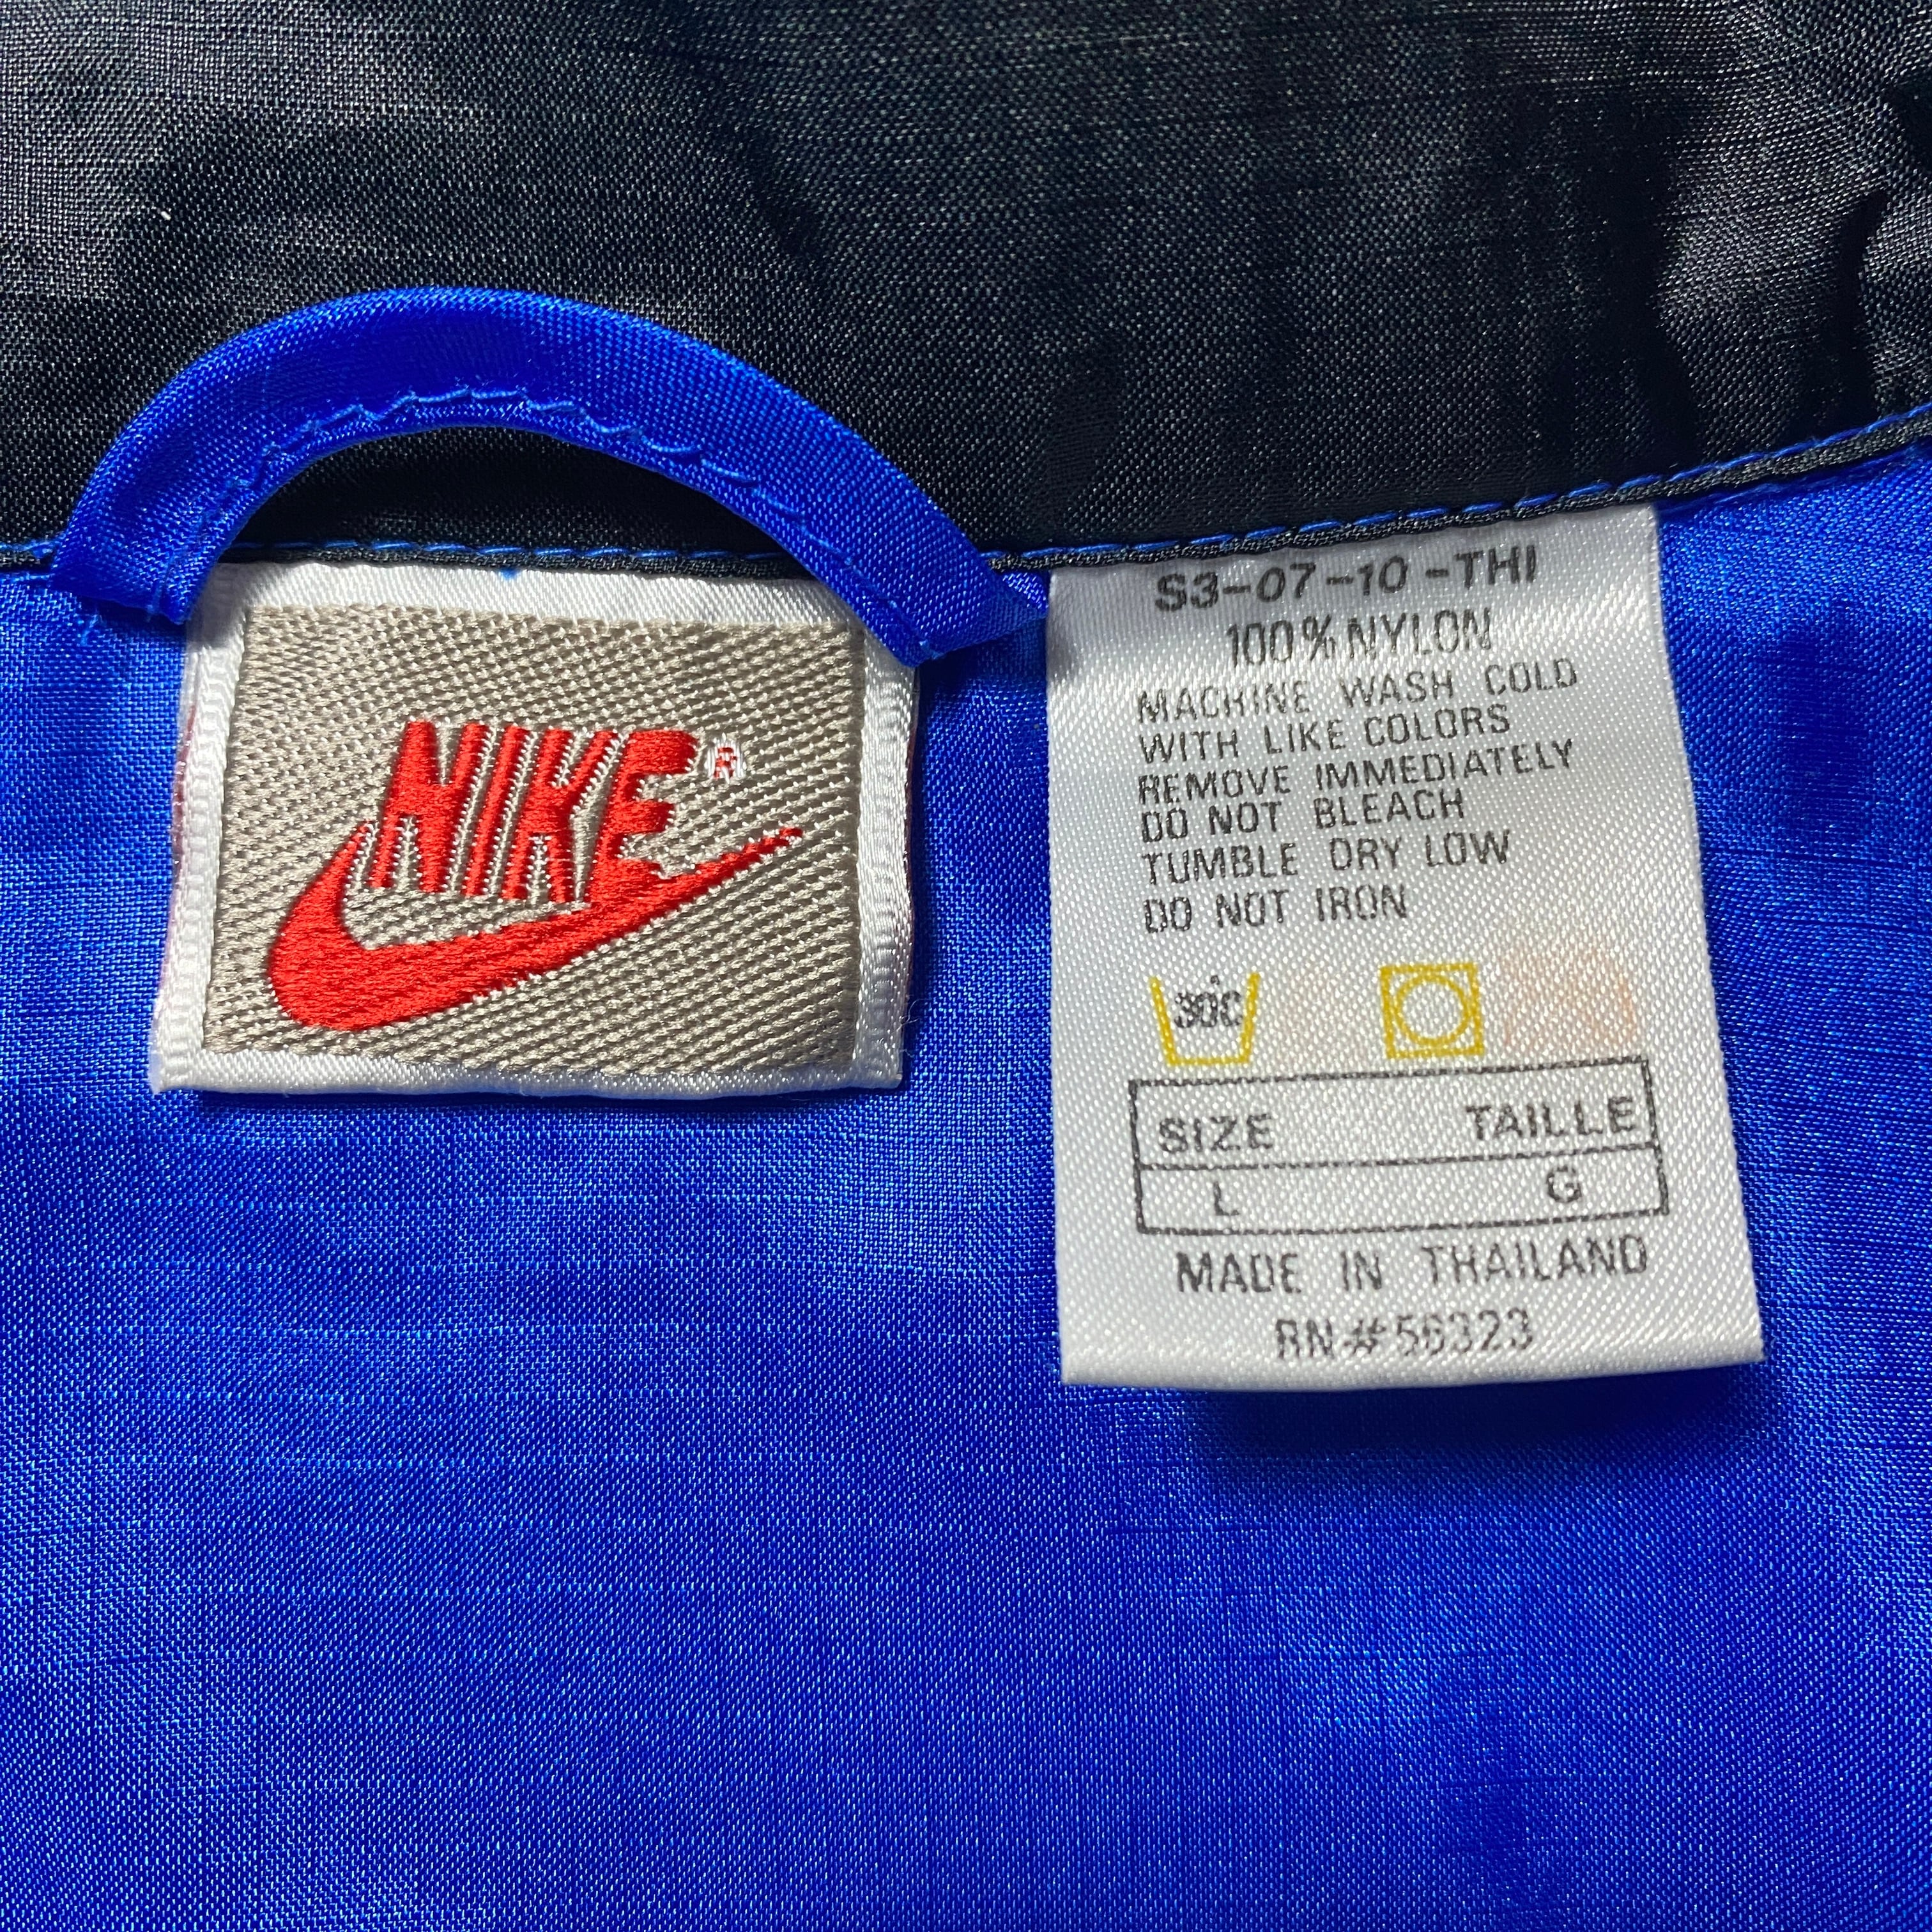 NIKE®
S3-07-10-THI
100% NYLON
MACHINE WASH COLD
WITH LIKE COLORS
REMOVE IMMEDIATELY
DO NOT BLEACH
TUMBLE DRY LOW
DO NOT IRON
30°C
SIZE TAILLE
L G
MADE IN THAILAND
RN#56323